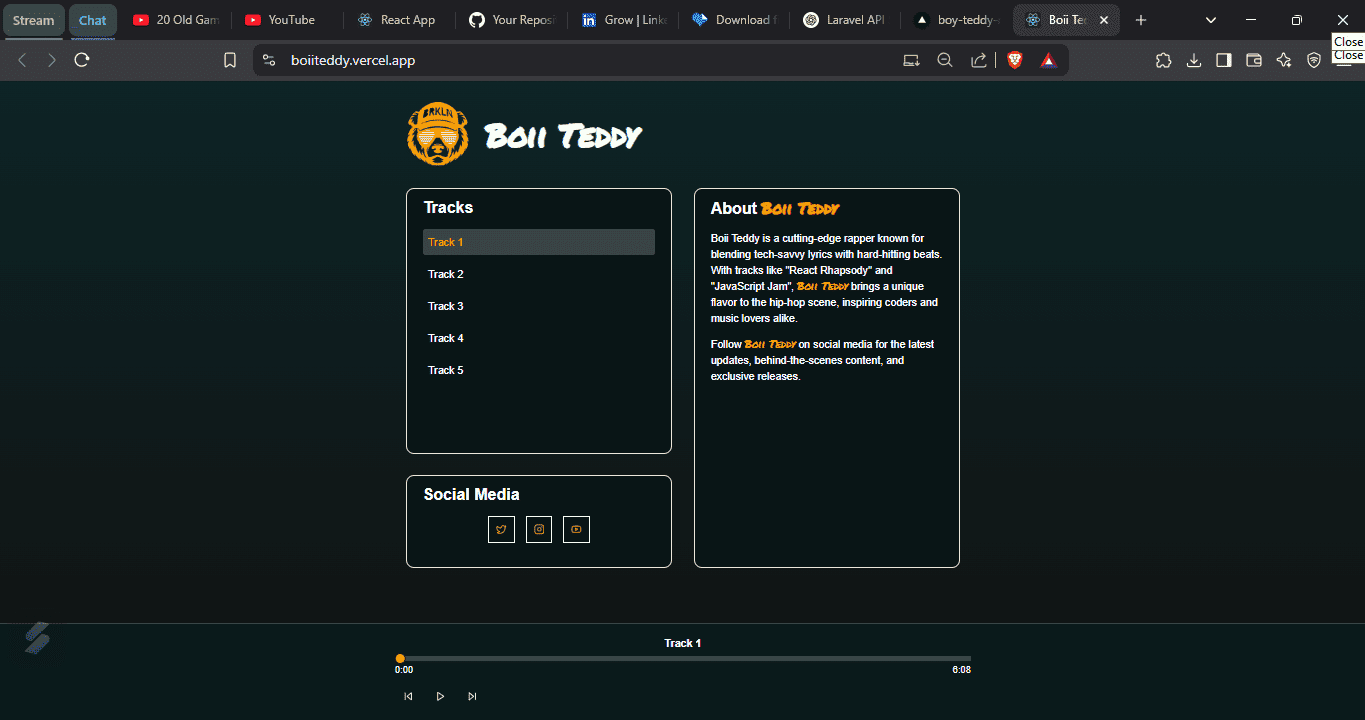 Stream
Chat
20 Old Gam
YouTube
React App
Your Reposi
Grow | Linke
Download f
Laravel API
boy-teddy-
Boii Ted
Close
Close
boiiteddy.vercel.app
BRKLN
Boii Teddy
Tracks
Track 1
Track 2
Track 3
Track 4
Track 5
Social Media
About Boii Teddy
Boii Teddy is a cutting-edge rapper known for
blending tech-savvy lyrics with hard-hitting beats.
With tracks like "React Rhapsody" and
"JavaScript Jam", Boii Teddy brings a unique
flavor to the hip-hop scene, inspiring coders and
music lovers alike.
Follow Boii Teddy on social media for the latest
updates, behind-the-scenes content, and
exclusive releases.
Track 1
0:00
6:08